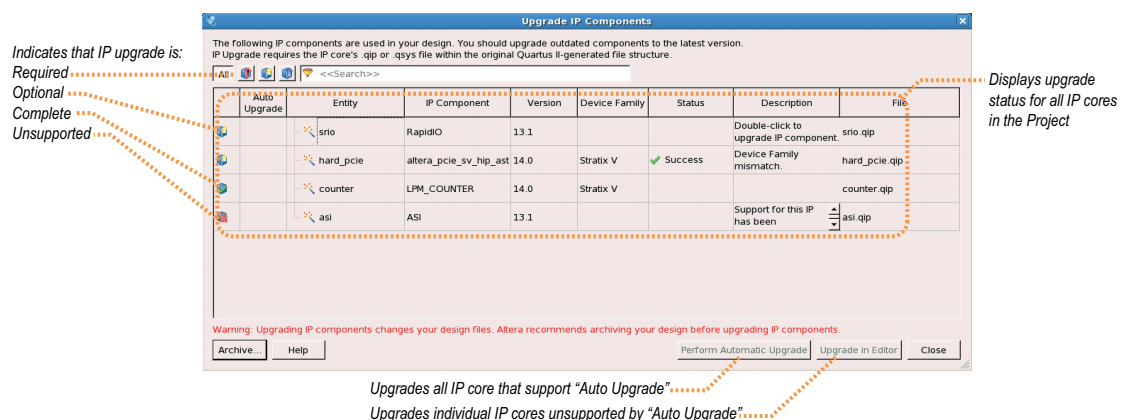 Upgrade IP Components
The following IP components are used in your design. You should upgrade outdated components to the latest version.
IP Upgrade requires the IP core's .qip or .qsys file within the original Quartus II-generated file structure.
Indicates that IP upgrade is:
Required
Optional
Complete
Unsupported
All <<Search>>
Displays upgrade
status for all IP cores
in the Project
Auto Upgrade Entity IP Component Version Device Family Status Description File
srio RapidIO 13.1 Double-click to upgrade IP component. srio.qip
hard_pcie altera_pcie_sv_hip_ast 14.0 Stratix V Success Device Family mismatch. hard_pcie.qip
counter LPM_COUNTER 14.0 Stratix V counter.qip
asi ASI 13.1 Support for this IP has been asi.qip
Warning: Upgrading IP components changes your design files. Altera recommends archiving your design before upgrading IP components.
Archive... Help Perform Automatic Upgrade Upgrade in Editor Close
Upgrades all IP core that support “Auto Upgrade”
Upgrades individual IP cores unsupported by “Auto Upgrade”